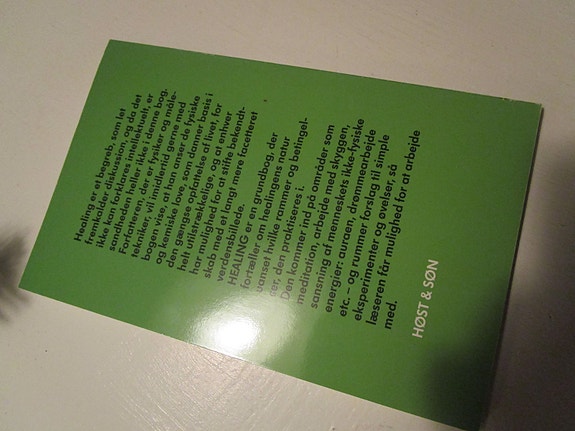 Healing er et begreb, som let
fremkalder diskussion, og da det
ikke kan forklares intellektuelt, er
sandheden heller ikke i denne bog.
Forfatteren, der er fysiker og måle-
tekniker, vil imidlertid gerne med
bogen vise, at han anser de fysiske
og kemiske love, som danner basis i
den gængse opfattelse af livet, for
helt utilstrækkelige, og at enhver
har mulighed for at stifte bekendt-
skab med et langt mere facetteret
verdensbillede.
HEALING er en grundbog, der
fortæller om healingens natur
uanset hvilke rammer og betingel-
ser, den praktiseres i.
Den kommer ind på områder som
meditation, arbejde med skyggen,
sansning af menneskets ikke-fysiske
energier: auraen, drømmearbejde
etc. – og rummer forslag til simple
eksperimenter og øvelser, så
læseren får mulighed for at arbejde
med.
HØST & SØN